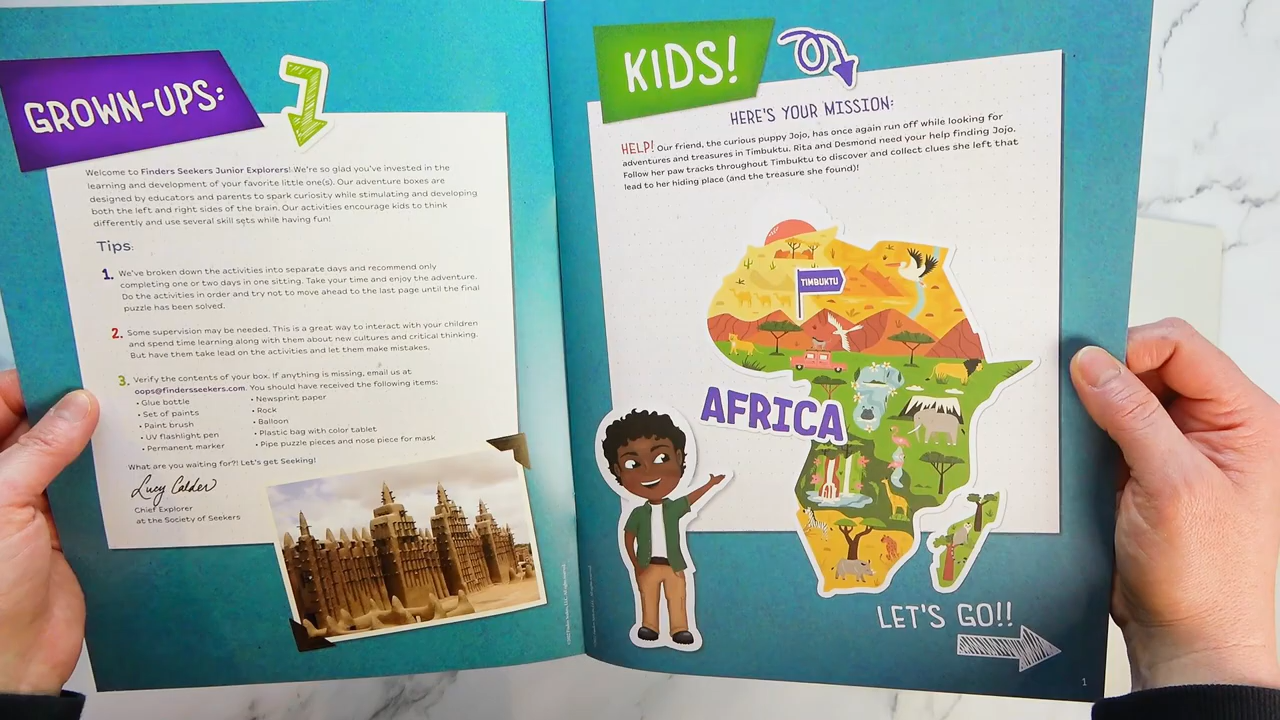 GROWN-UPS:
Welcome to Finders Seekers Junior Explorers! We're so glad you've invested in the
learning and development of your favorite little one(s). Our adventure boxes are
designed by educators and parents to spark curiosity while stimulating and developing
both the left and right sides of the brain. Our activities encourage kids to think
differently and use several skill sets while having fun!
Tips:
1. We've broken down the activities into separate days and recommend only
completing one or two days in one sitting. Take your time and enjoy the adventure.
Do the activities in order and try not to move ahead to the last page until the final
puzzle has been solved.
2. Some supervision may be needed. This is a great way to interact with your children
and spend time learning along with them about new cultures and critical thinking.
But have them take lead on the activities and let them make mistakes.
3. Verify the contents of your box. If anything is missing, email us at
oops@findersseekers.com. You should have received the following items:
• Glue bottle
• Set of paints
• Paint brush
• UV flashlight pen
• Permanent marker
• Newsprint paper
• Rock
• Balloon
• Plastic bag with color tablet
• Pipe puzzle pieces and nose piece for mask
What are you waiting for?! Let's get Seeking!
Lucy Calder
Chief Explorer
at the Society of Seekers
KIDS!
HERE'S YOUR MISSION:
HELP! Our friend, the curious puppy Jojo, has once again run off while looking for
adventures and treasures in Timbuktu. Rita and Desmond need your help finding Jojo.
Follow her paw tracks throughout Timbuktu to discover and collect clues she left that
lead to her hiding place (and the treasure she found)!
TIMBUKTU
AFRICA
LET'S GO!!
1